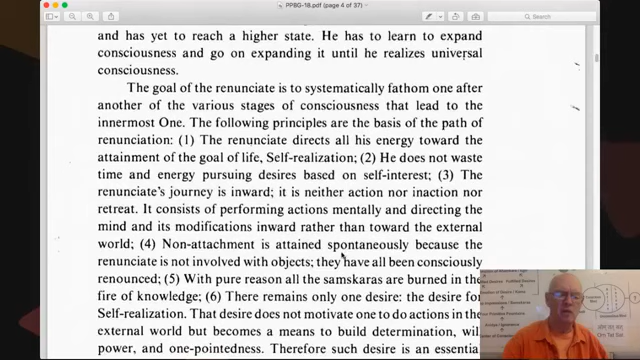 PPBG-18.pdf (page 4 of 37)
Search
and has yet to reach a higher state. He has to learn to expand
consciousness and go on expanding it until he realizes universal
consciousness.
The goal of the renunciate is to systematically fathom one after
another of the various stages of consciousness that lead to the
innermost One. The following principles are the basis of the path of
renunciation: (1) The renunciate directs all his energy toward the
attainment of the goal of life, Self-realization; (2) He does not waste
time and energy pursuing desires based on self-interest; (3) The
renunciate's journey is inward; it is neither action nor inaction nor
retreat. It consists of performing actions mentally and directing the
mind and its modifications inward rather than toward the external
world; (4) Non-attachment is attained spontaneously because the
renunciate is not involved with objects; they have all been consciously
renounced; (5) With pure reason all the samskaras are burned in the
fire of knowledge; (6) There remains only one desire: the desire for
Self-realization. That desire does not motivate one to do actions in the
external world but becomes a means to build determination, will
power, and one-pointedness. Therefore such desire is an essential
Om Tat Sat